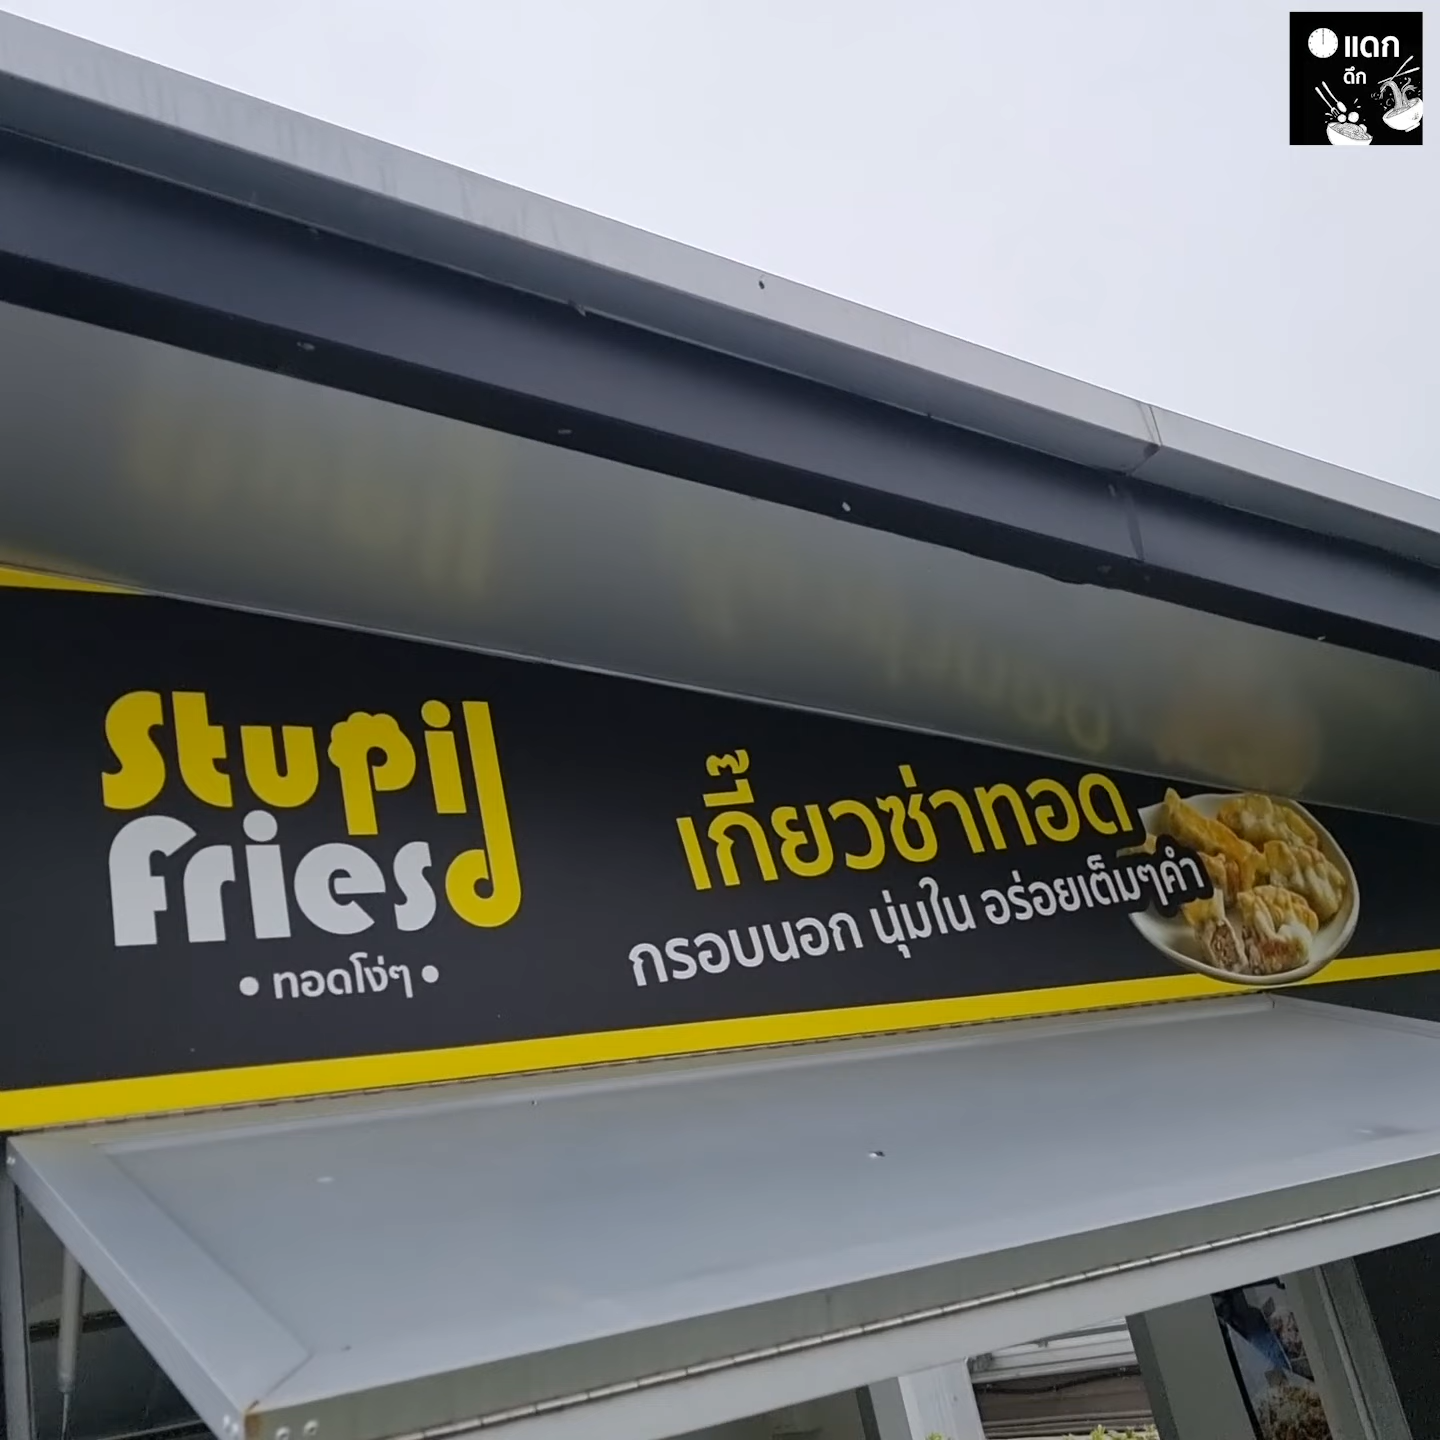 แดก
ดึก
Stupid
fries
• ทอดโง่ๆ •
เกี๊ยวซ่าทอด
กรอบนอก นุ่มใน อร่อยเต็มๆคำ